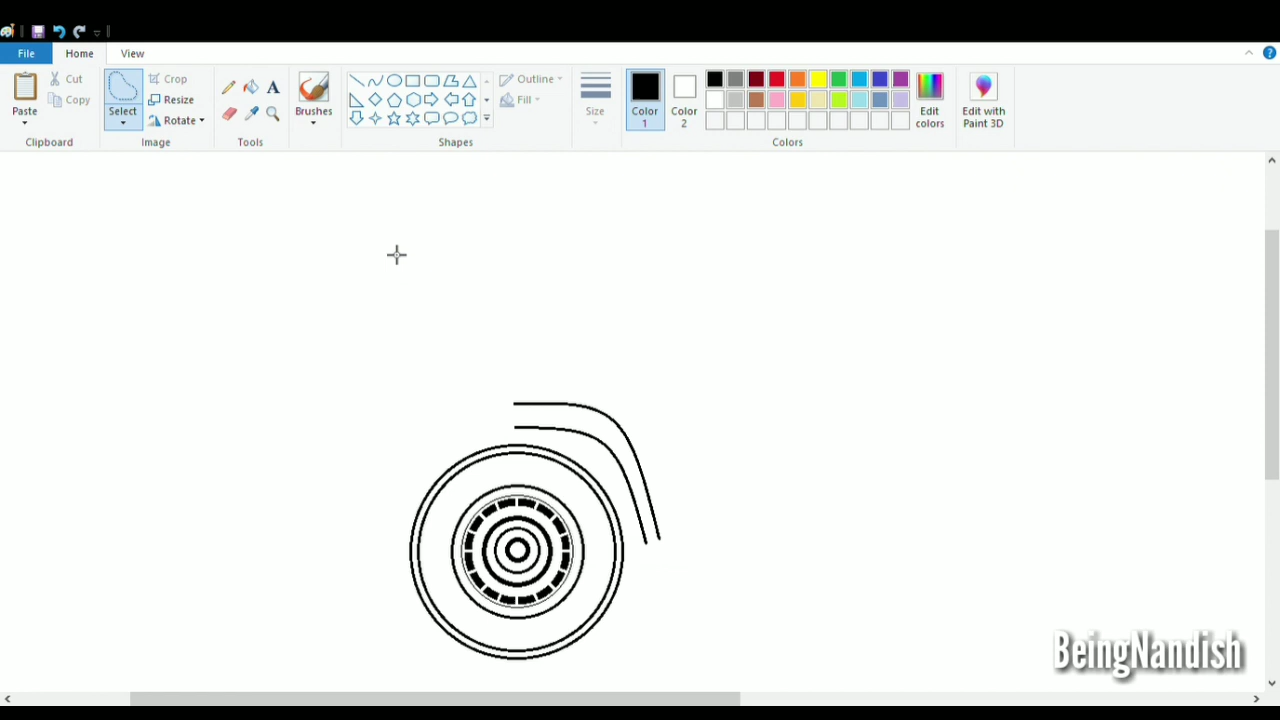 File Home View
Cut
Copy
Paste
Clipboard
Select
Crop
Resize
Rotate
Image
A
Tools
Brushes
Shapes
Outline
Fill
Size
Color 1
Color 2
Colors
Edit colors
Edit with Paint 3D
?
BeingNandish